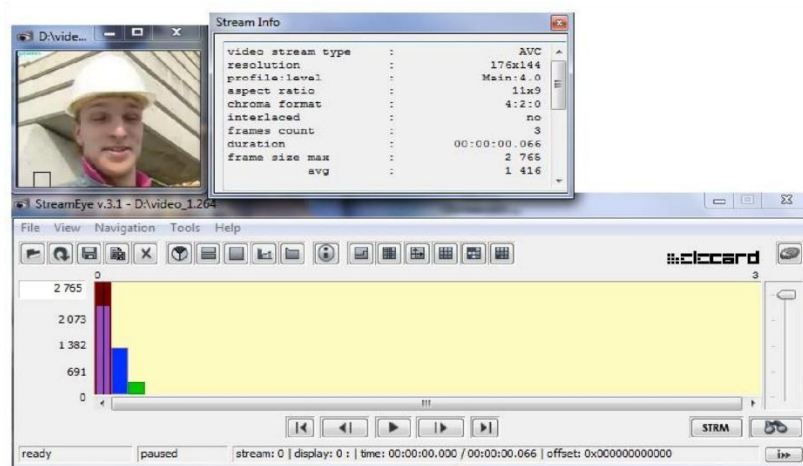 D:\vide...
Stream Info
video stream type : AVC
resolution : 176x144
profile:level : Main:4.0
aspect ratio : 11x9
chroma format : 4:2:0
interlaced : no
frames count : 3
duration : 00:00:00.066
frame size max : 2 765
avg : 1 416
StreamEye v.3.1 - D:\video_1.264
File View Navigation Tools Help
elecard
0 3
2 765
2 073
1 382
691
0
STRM
ready paused stream: 0 | display: 0 : | time: 00:00:00.000 / 00:00:00.066 | offset: 0x000000000000